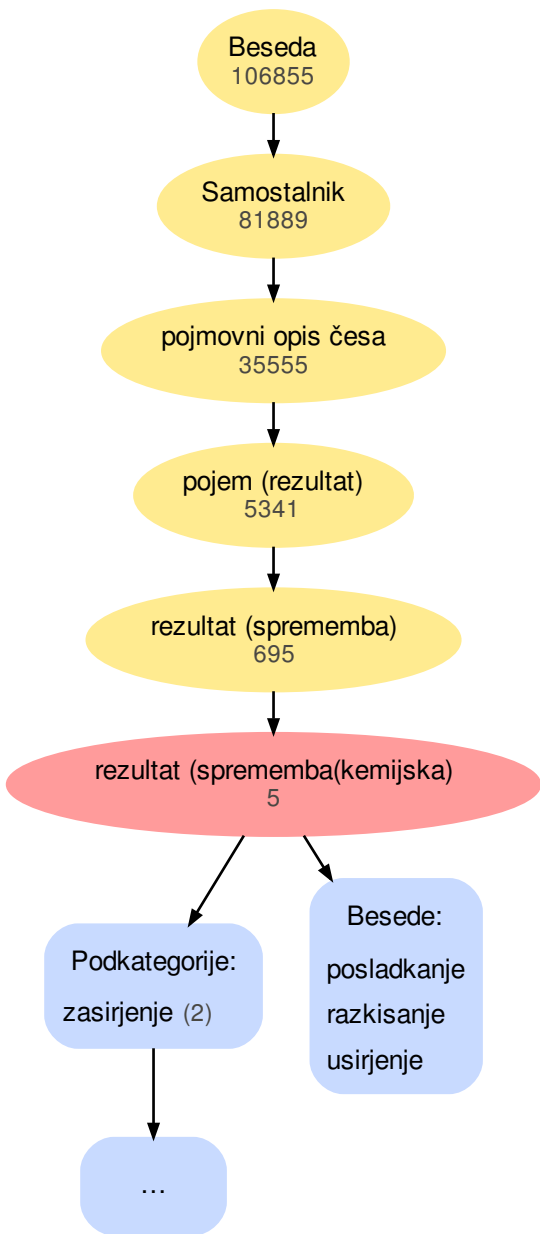 Beseda
106855
Samostalnik
81889
pojmovni opis česa
35555
pojem (rezultat)
5341
rezultat (sprememba)
695
rezultat (sprememba(kemijska)
5
Podkategorije:
zasirjenje (2)
...
Besede:
posladkanje
razkisanje
usirjenje